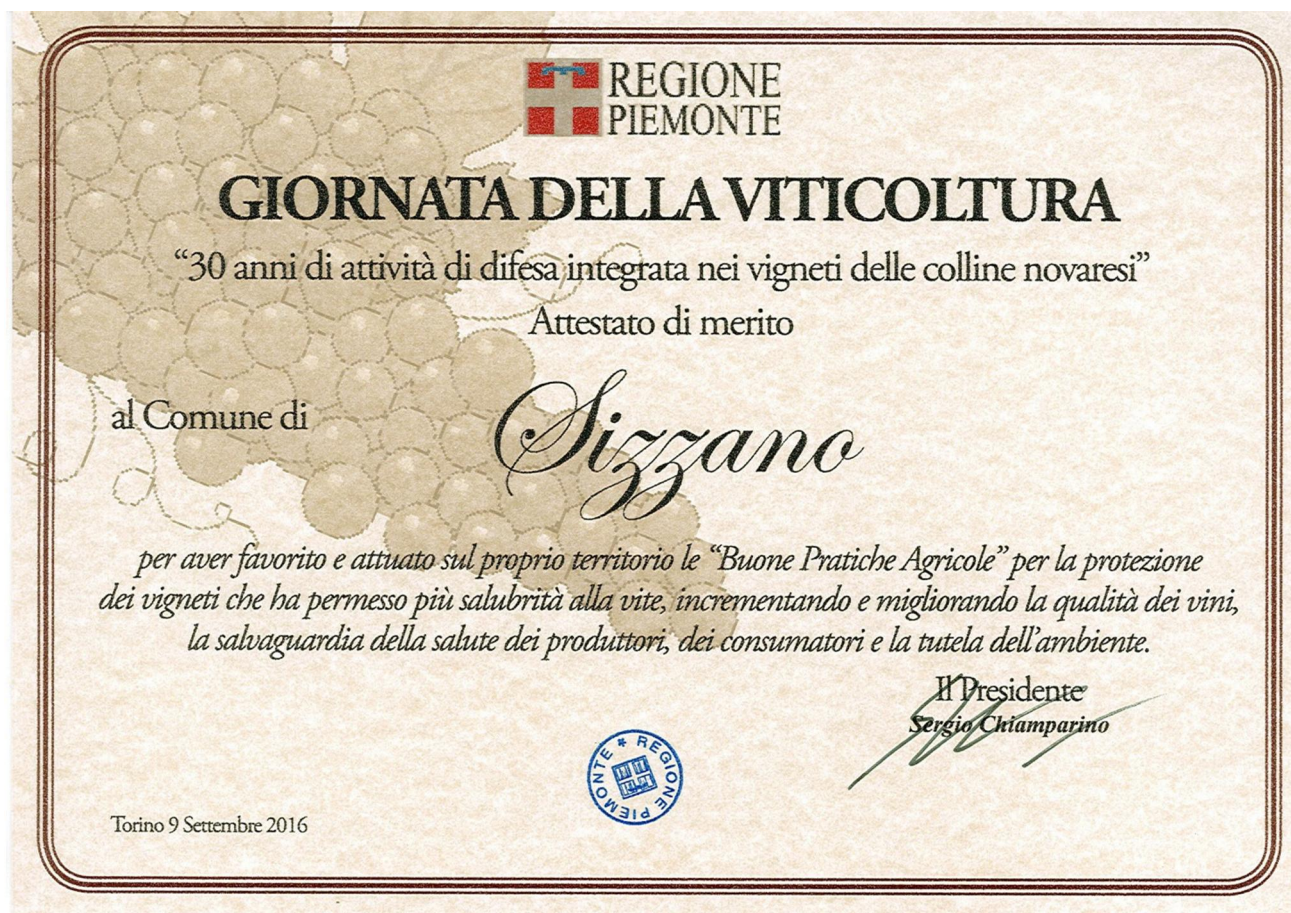 REGIONE
PIEMONTE
GIORNATA DELLA VITICOLTURA
“30 anni di attività di difesa integrata nei vigneti delle colline novaresi”
Attestato di merito
al Comune di Sizzano
per aver favorito e attuato sul proprio territorio le “Buone Pratiche Agricole” per la protezione
dei vigneti che ha permesso più salubrità alla vite, incrementando e migliorando la qualità dei vini,
la salvaguardia della salute dei produttori, dei consumatori e la tutela dell'ambiente.
Il Presidente
Sergio Chiamparino
* REGIONE PIEMONTE
Torino 9 Settembre 2016